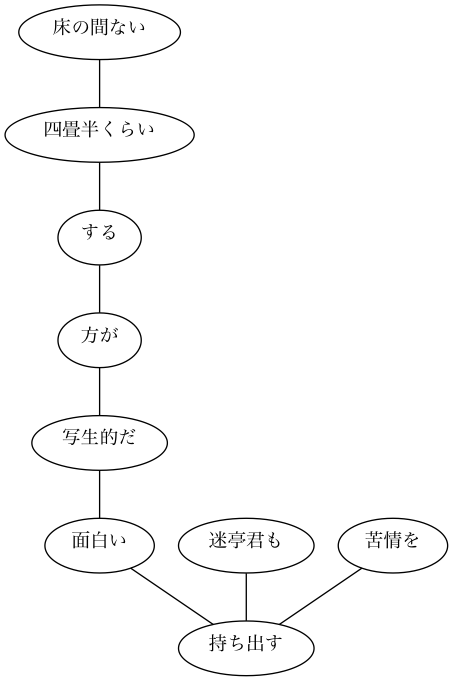 床の間ない
四畳半くらい
する
方が
写生的だ
面白い
迷亭君も
苦情を
持ち出す